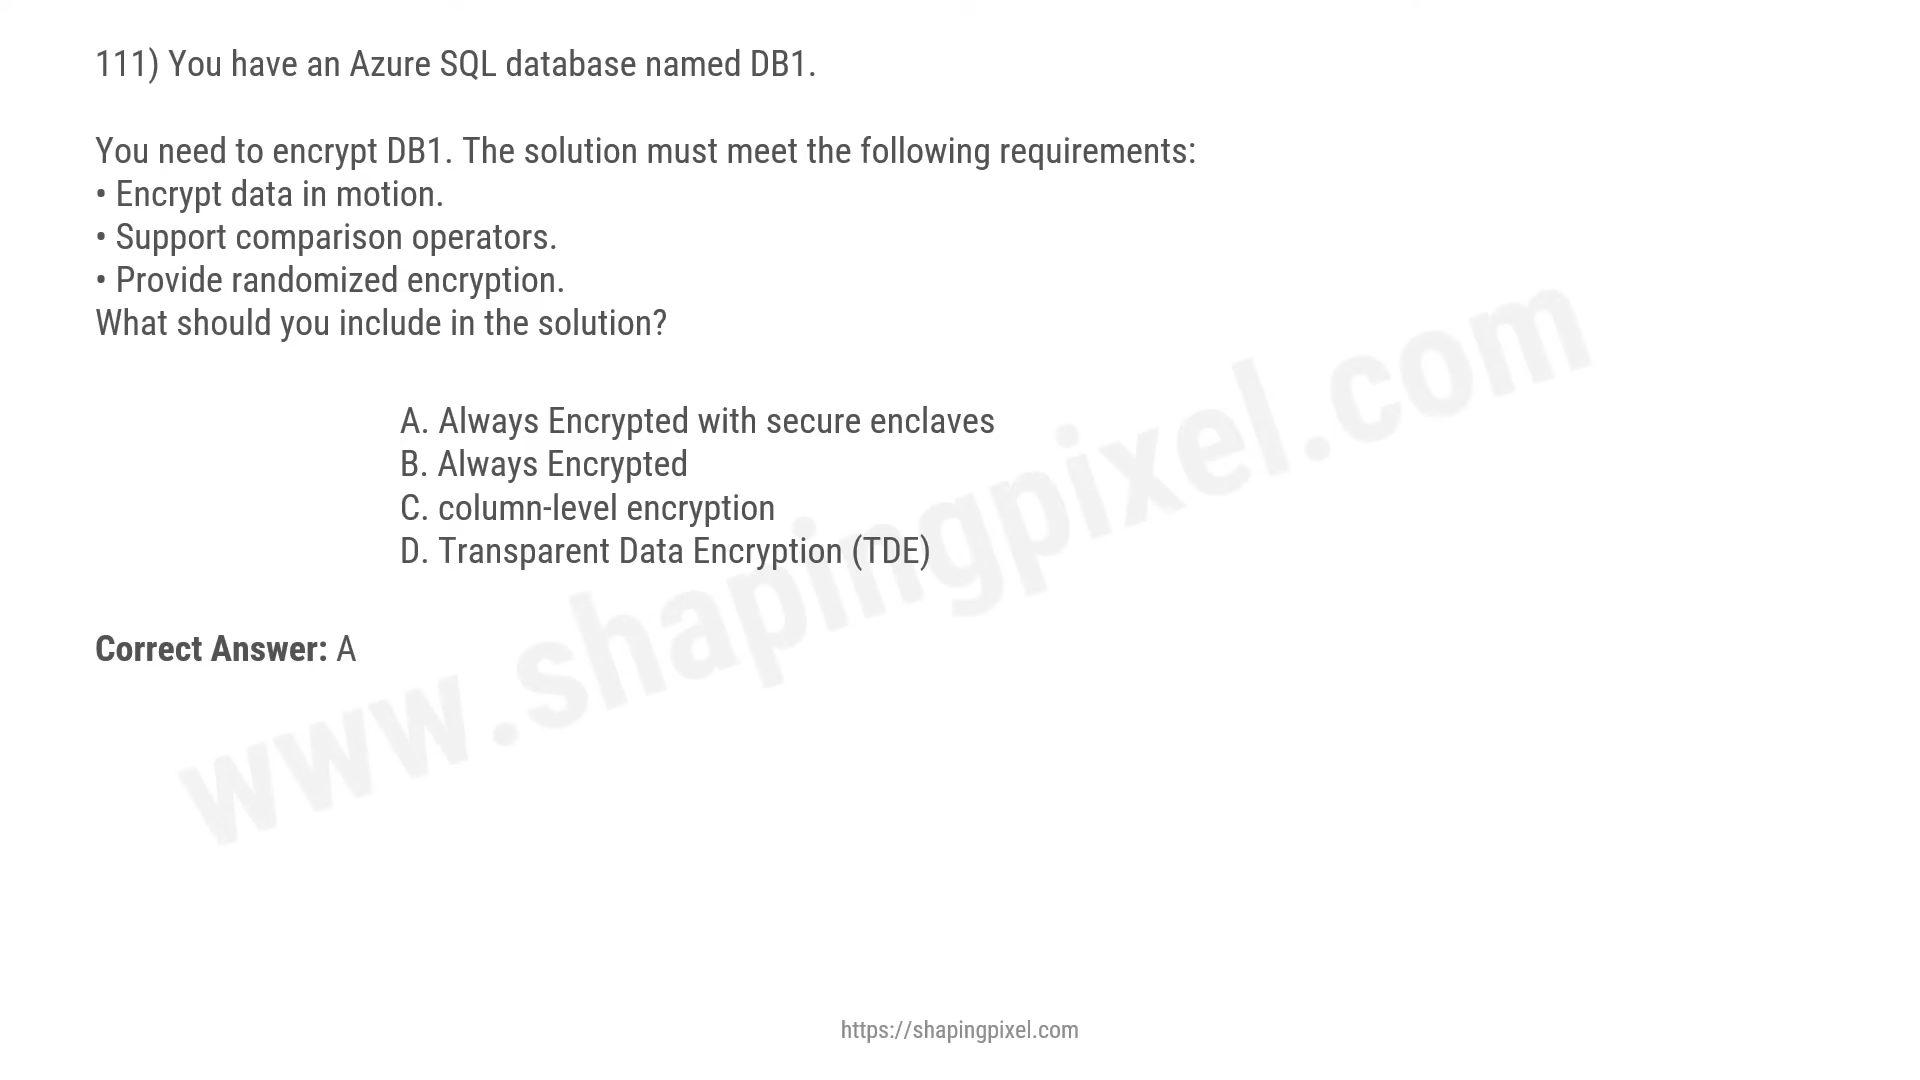 111) You have an Azure SQL database named DB1.
You need to encrypt DB1. The solution must meet the following requirements:
• Encrypt data in motion.
• Support comparison operators.
• Provide randomized encryption.
What should you include in the solution?
A. Always Encrypted with secure enclaves
B. Always Encrypted
C. column-level encryption
D. Transparent Data Encryption (TDE)
Correct Answer: A
www.shapingpixel.com
https://shapingpixel.com